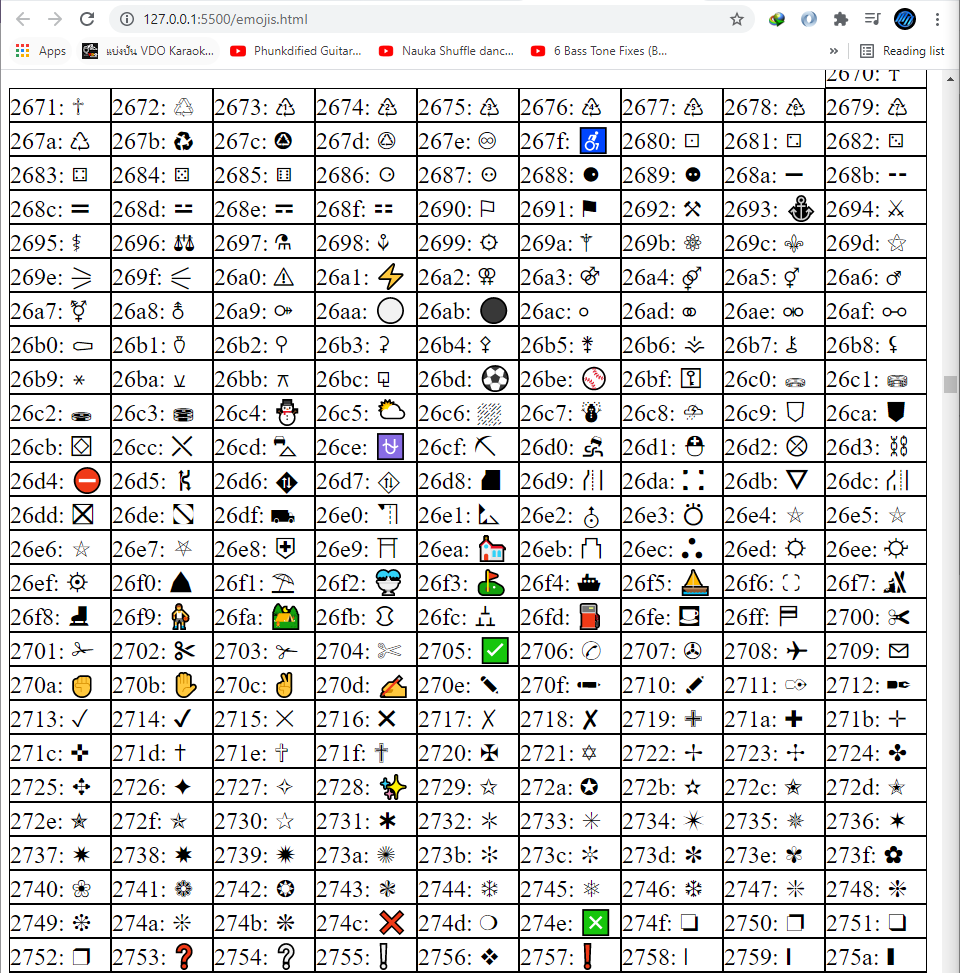 127.0.0.1:5500/emojis.html
Apps แบ่งปัน VDO Karaok... Phunkdified Guitar... Nauka Shuffle danc... 6 Bass Tone Fixes (B... » Reading list
2670: ♰
2671: ♱ 2672: ♲ 2673: ♳ 2674: ♴ 2675: ♵ 2676: ♶ 2677: ♷ 2678: ♸ 2679: ♹
267a: ♺ 267b: ♻ 267c: ♼ 267d: ♽ 267e: ♾ 267f: ♿ 2680: ⚀ 2681: ⚁ 2682: ⚂
2683: ⚃ 2684: ⚄ 2685: ⚅ 2686: ⚆ 2687: ⚇ 2688: ⚈ 2689: ⚉ 268a: ⚊ 268b: ⚋
268c: ⚌ 268d: ⚍ 268e: ⚎ 268f: ⚏ 2690: ⚐ 2691: ⚑ 2692: ⚒ 2693: ⚓ 2694: ⚔
2695: ⚕ 2696: ⚖ 2697: ⚗ 2698: ⚘ 2699: ⚙ 269a: ⚚ 269b: ⚛ 269c: ⚜ 269d: ⚝
269e: ⚞ 269f: ⚟ 26a0: ⚠ 26a1: ⚡ 26a2: ⚢ 26a3: ⚣ 26a4: ⚤ 26a5: ⚥ 26a6: ⚦
26a7: ⚧ 26a8: ⚨ 26a9: ⚩ 26aa: ⚪ 26ab: ⚫ 26ac: ⚬ 26ad: ⚭ 26ae: ⚮ 26af: ⚯
26b0: ⚰ 26b1: ⚱ 26b2: ⚲ 26b3: ⚳ 26b4: ⚴ 26b5: ⚵ 26b6: ⚶ 26b7: ⚷ 26b8: ⚸
26b9: ⚹ 26ba: ⚺ 26bb: ⚻ 26bc: ⚼ 26bd: ⚽ 26be: ⚾ 26bf: ⚿ 26c0: ⛀ 26c1: ⛁
26c2: ⛂ 26c3: ⛃ 26c4: ⛄ 26c5: ⛅ 26c6: ⛆ 26c7: ⛇ 26c8: ⛈ 26c9: ⛉ 26ca: ⛊
26cb: ⛋ 26cc: ⛌ 26cd: ⛍ 26ce: ⛎ 26cf: ⛏ 26d0: ⛐ 26d1: ⛑ 26d2: ⛒ 26d3: ⛓
26d4: ⛔ 26d5: ⛕ 26d6: ⛖ 26d7: ⛗ 26d8: ⛘ 26d9: ⛙ 26da: ⛚ 26db: ⛛ 26dc: ⛜
26dd: ⛝ 26de: ⛞ 26df: ⛟ 26e0: ⛠ 26e1: ⛡ 26e2: ⛢ 26e3: ⛣ 26e4: ⛤ 26e5: ⛥
26e6: ⛦ 26e7: ⛧ 26e8: ⛨ 26e9: ⛩ 26ea: ⛪ 26eb: ⛫ 26ec: ⛬ 26ed: ⛭ 26ee: ⛮
26ef: ⛯ 26f0: ⛰ 26f1: ⛱ 26f2: ⛲ 26f3: ⛳ 26f4: ⛴ 26f5: ⛵ 26f6: ⛶ 26f7: ⛷
26f8: ⛸ 26f9: ⛹ 26fa: ⛺ 26fb: ⛻ 26fc: ⛼ 26fd: ⛽ 26fe: ⛾ 26ff: ⛿ 2700: ✀
2701: ✁ 2702: ✂ 2703: ✃ 2704: ✄ 2705: ✅ 2706: ✆ 2707: ✇ 2708: ✈ 2709: ✉
270a: ✊ 270b: ✋ 270c: ✌ 270d: ✍ 270e: ✎ 270f: ✏ 2710: ✐ 2711: ✑ 2712: ✒
2713: ✓ 2714: ✔ 2715: ✕ 2716: ✖ 2717: ✗ 2718: ✘ 2719: ✙ 271a: ✚ 271b: ✛
271c: ✜ 271d: ✝ 271e: ✞ 271f: ✟ 2720: ✠ 2721: ✡ 2722: ✢ 2723: ✣ 2724: ✤
2725: ✥ 2726: ✦ 2727: ✧ 2728: ✨ 2729: ✩ 272a: ✪ 272b: ✫ 272c: ✬ 272d: ✭
272e: ✮ 272f: ✯ 2730: ✰ 2731: ✱ 2732: ✲ 2733: ✳ 2734: ✴ 2735: ✵ 2736: ✶
2737: ✷ 2738: ✸ 2739: ✹ 273a: ✺ 273b: ✻ 273c: ✼ 273d: ✽ 273e: ✾ 273f: ✿
2740: ❀ 2741: ❁ 2742: ❂ 2743: ❃ 2744: ❄ 2745: ❅ 2746: ❆ 2747: ❇ 2748: ❈
2749: ❉ 274a: ❊ 274b: ❋ 274c: ❌ 274d: ❍ 274e: ❎ 274f: ❏ 2750: ❐ 2751: ❑
2752: ❒ 2753: ❓ 2754: ❔ 2755: ❕ 2756: ❖ 2757: ❗ 2758: ❘ 2759: ❙ 275a: ❚